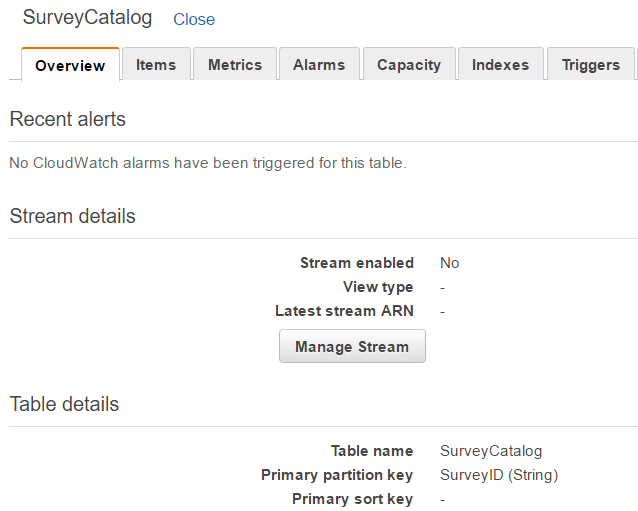 SurveyCatalog Close
Overview Items Metrics Alarms Capacity Indexes Triggers
Recent alerts
No CloudWatch alarms have been triggered for this table.
Stream details
Stream enabled No
View type -
Latest stream ARN -
Manage Stream
Table details
Table name SurveyCatalog
Primary partition key SurveyID (String)
Primary sort key -